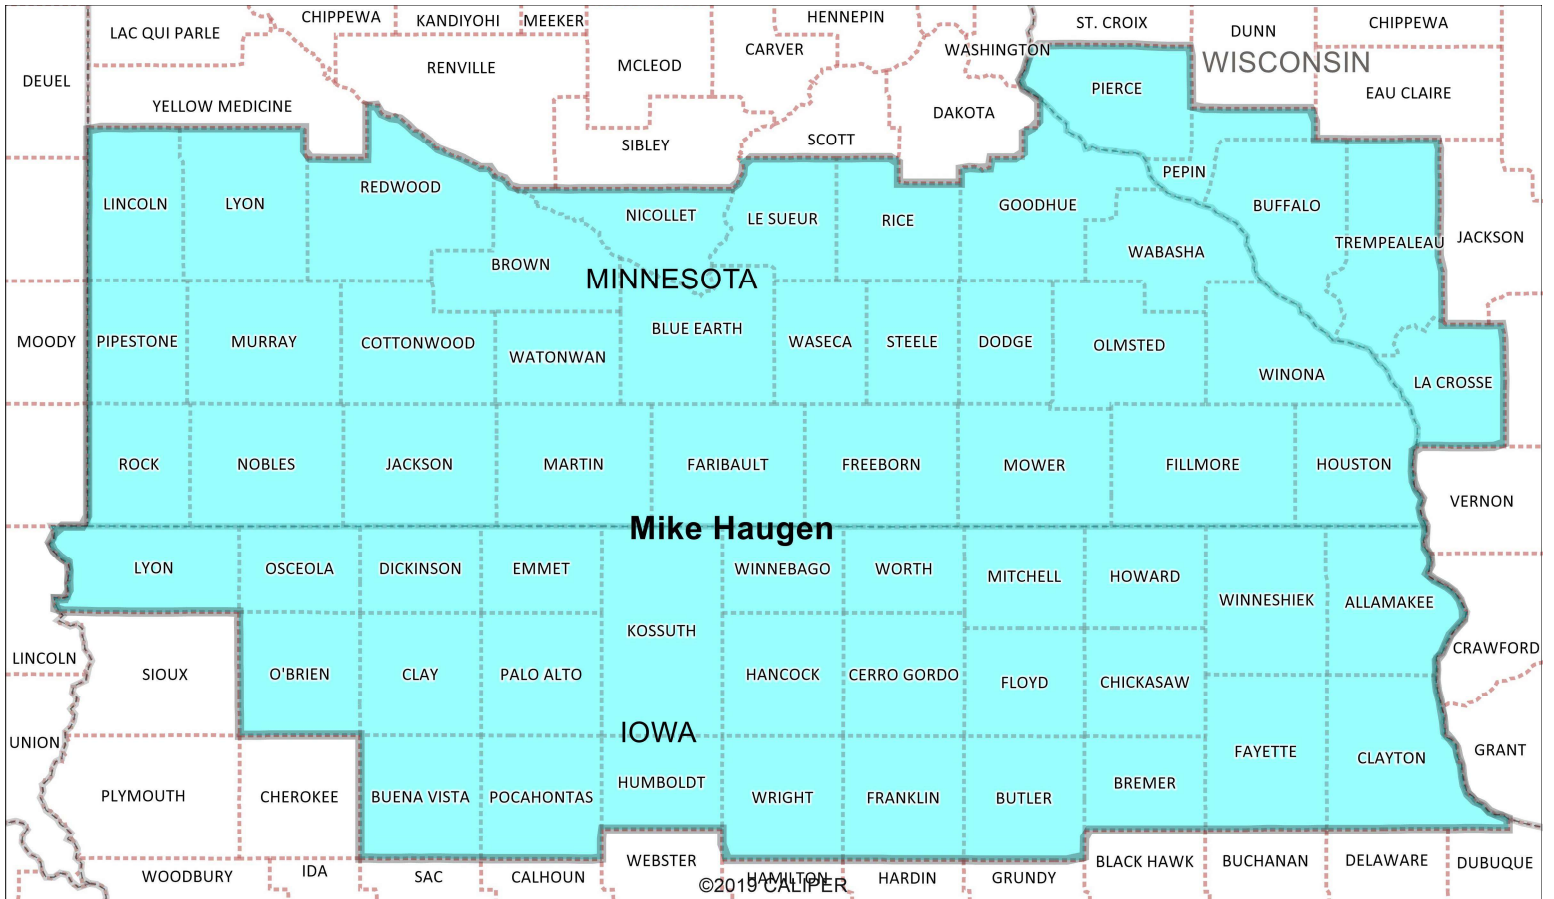 LAC QUI PARLE
CHIPPEWA
KANDIYOHI
MEEKER
HENNEPIN
ST. CROIX
DUNN
CHIPPEWA
CARVER
WASHINGTON
WISCONSIN
DEUEL
RENVILLE
MCLEOD
PIERCE
EAU CLAIRE
YELLOW MEDICINE
DAKOTA
SIBLEY
SCOTT
PEPIN
REDWOOD
LINCOLN
LYON
NICOLLET
LE SUEUR
RICE
GOODHUE
BUFFALO
TREMPEALEAU
JACKSON
BROWN
WABASHA
MINNESOTA
MOODY
PIPESTONE
MURRAY
COTTONWOOD
WATONWAN
BLUE EARTH
WASECA
STEELE
DODGE
OLMSTED
WINONA
LA CROSSE
ROCK
NOBLES
JACKSON
MARTIN
FARIBAULT
FREEBORN
MOWER
FILLMORE
HOUSTON
VERNON
Mike Haugen
LYON
OSCEOLA
DICKINSON
EMMET
WINNEBAGO
WORTH
MITCHELL
HOWARD
WINNESHIEK
ALLAMAKEE
KOSSUTH
CRAWFORD
LINCOLN
SIOUX
O'BRIEN
CLAY
PALO ALTO
HANCOCK
CERRO GORDO
FLOYD
CHICKASAW
IOWA
UNION
FAYETTE
CLAYTON
GRANT
PLYMOUTH
CHEROKEE
BUENA VISTA
POCAHONTAS
HUMBOLDT
WRIGHT
FRANKLIN
BUTLER
BREMER
WOODBURY
IDA
SAC
CALHOUN
WEBSTER
HAMILTON
HARDIN
GRUNDY
BLACK HAWK
BUCHANAN
DELAWARE
DUBUQUE
©2019 CALIPER